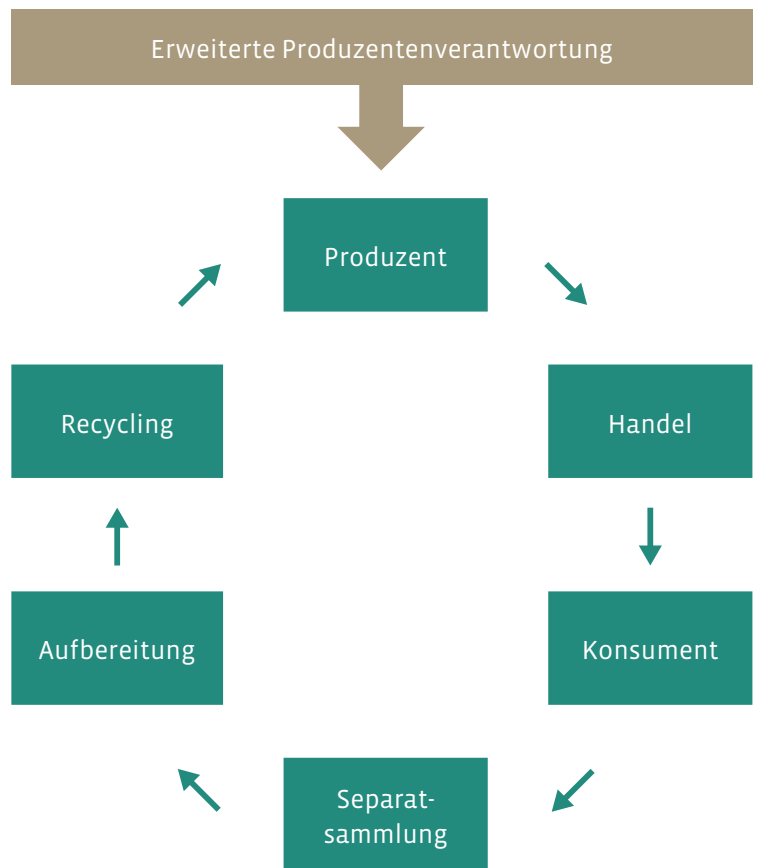 Erweiterte Produzentenverantwortung
Produzent
Recycling
Handel
Aufbereitung
Konsument
Separat-
sammlung